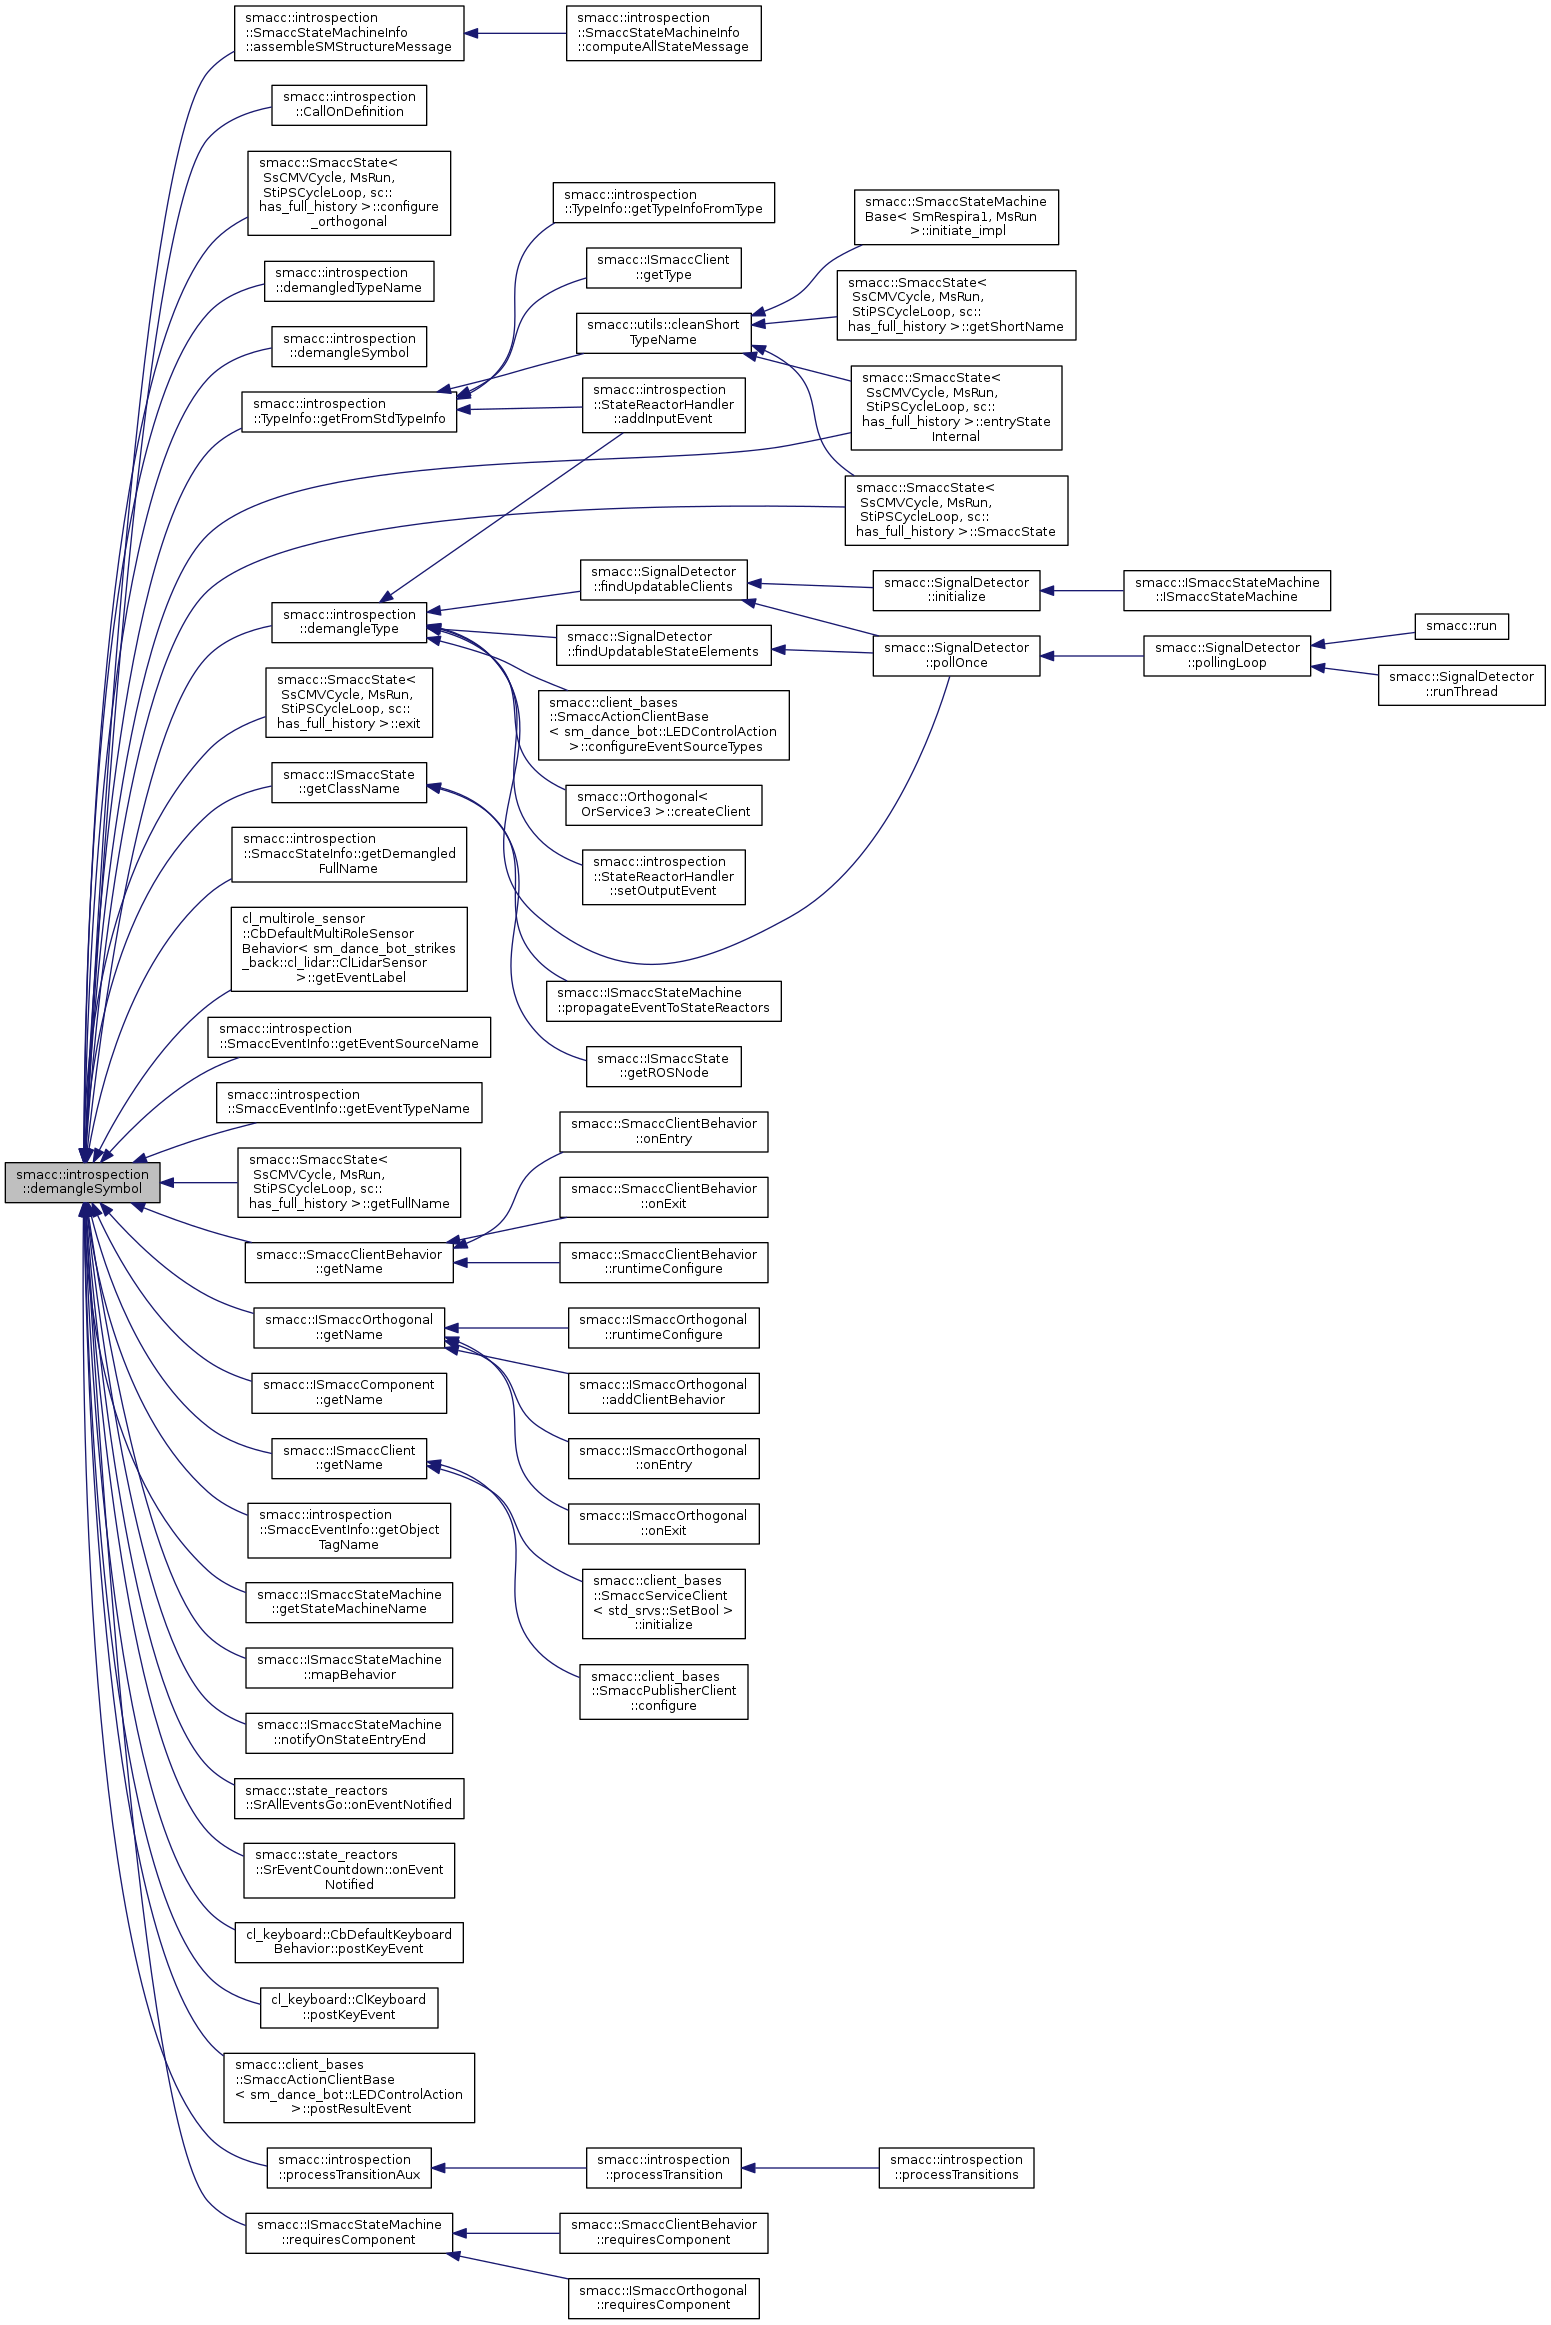 smacc::introspection
::SmaccStateMachineInfo
::assembleSMStructureMessage
smacc::introspection
::SmaccStateMachineInfo
::computeAllStateMessage
smacc::introspection
::CallOnDefinition
smacc::SmaccState<
SsCMVCycle, MsRun,
StiPSCycleLoop, sc::
has_full_history >::configure
_orthogonal
smacc::introspection
::TypeInfo::getTypeInfoFromType
smacc::SmaccStateMachine
Base< SmRespira1, MsRun
>::initiate_impl
smacc::ISmaccClient
::getType
smacc::introspection
::demangledTypeName
smacc::SmaccState<
SsCMVCycle, MsRun,
StiPSCycleLoop, sc::
has_full_history >::getShortName
smacc::utils::cleanShort
TypeName
smacc::introspection
::demangleSymbol
smacc::SmaccState<
SsCMVCycle, MsRun,
StiPSCycleLoop, sc::
has_full_history >::entryState
Internal
smacc::introspection
::TypeInfo::getFromStdTypeInfo
smacc::introspection
::StateReactorHandler
::addInputEvent
smacc::SmaccState<
SsCMVCycle, MsRun,
StiPSCycleLoop, sc::
has_full_history >::SmaccState
smacc::SignalDetector
::findUpdatableClients
smacc::SignalDetector
::initialize
smacc::ISmaccStateMachine
::ISmaccStateMachine
smacc::introspection
::demangleType
smacc::SignalDetector
::findUpdatableStateElements
smacc::SignalDetector
::pollOnce
smacc::SignalDetector
::pollingLoop
smacc::run
smacc::SignalDetector
::runThread
smacc::SmaccState<
SsCMVCycle, MsRun,
StiPSCycleLoop, sc::
has_full_history >::exit
smacc::client_bases
::SmaccActionClientBase
< sm_dance_bot::LEDControlAction
>::configureEventSourceTypes
smacc::ISmaccState
::getClassName
smacc::Orthogonal<
OrService3 >::createClient
smacc::introspection
::SmaccStateInfo::getDemangled
FullName
smacc::introspection
::StateReactorHandler
::setOutputEvent
cl_multirole_sensor
::CbDefaultMultiRoleSensor
Behavior< sm_dance_bot_strikes
_back::cl_lidar::ClLidarSensor
>::getEventLabel
smacc::ISmaccStateMachine
::propagateEventToStateReactors
smacc::introspection
::SmaccEventInfo::getEventSourceName
smacc::ISmaccState
::getROSNode
smacc::introspection
::SmaccEventInfo::getEventTypeName
smacc::SmaccClientBehavior
::onEntry
smacc::introspection
::demangleSymbol
smacc::SmaccState<
SsCMVCycle, MsRun,
StiPSCycleLoop, sc::
has_full_history >::getFullName
smacc::SmaccClientBehavior
::onExit
smacc::SmaccClientBehavior
::getName
smacc::SmaccClientBehavior
::runtimeConfigure
smacc::ISmaccOrthogonal
::getName
smacc::ISmaccOrthogonal
::runtimeConfigure
smacc::ISmaccComponent
::getName
smacc::ISmaccOrthogonal
::addClientBehavior
smacc::ISmaccClient
::getName
smacc::ISmaccOrthogonal
::onEntry
smacc::introspection
::SmaccEventInfo::getObject
TagName
smacc::ISmaccOrthogonal
::onExit
smacc::ISmaccStateMachine
::getStateMachineName
smacc::client_bases
::SmaccServiceClient
< std_srvs::SetBool >
::initialize
smacc::ISmaccStateMachine
::mapBehavior
smacc::client_bases
::SmaccPublisherClient
::configure
smacc::ISmaccStateMachine
::notifyOnStateEntryEnd
smacc::state_reactors
::SrAllEventsGo::onEventNotified
smacc::state_reactors
::SrEventCountdown::onEvent
Notified
cl_keyboard::CbDefaultKeyboard
Behavior::postKeyEvent
cl_keyboard::ClKeyboard
::postKeyEvent
smacc::client_bases
::SmaccActionClientBase
< sm_dance_bot::LEDControlAction
>::postResultEvent
smacc::introspection
::processTransitionAux
smacc::introspection
::processTransition
smacc::introspection
::processTransitions
smacc::ISmaccStateMachine
::requiresComponent
smacc::SmaccClientBehavior
::requiresComponent
smacc::ISmaccOrthogonal
::requiresComponent